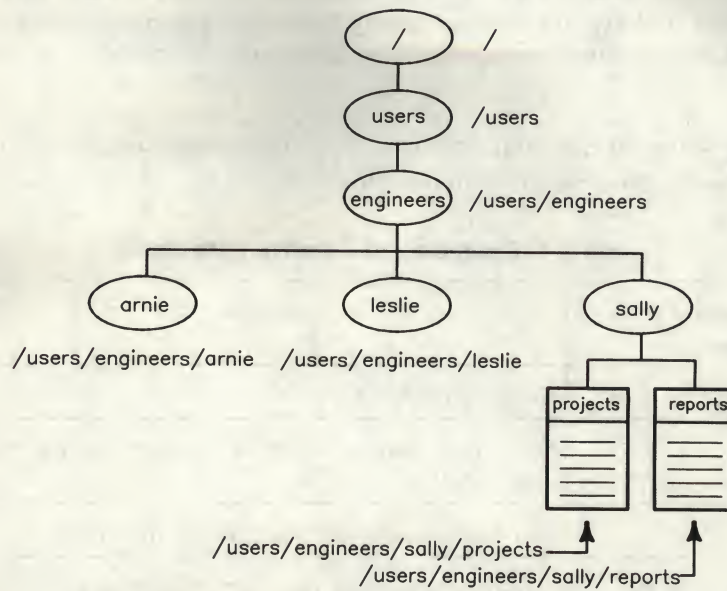 / /
users /users
engineers /users/engineers
arnie leslie sally
/users/engineers/arnie /users/engineers/leslie
projects reports
/users/engineers/sally/projects
/users/engineers/sally/reports